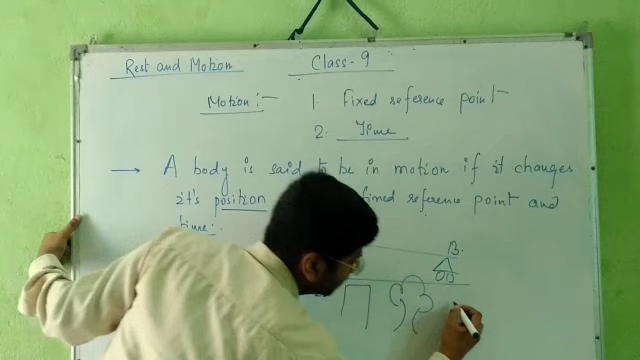 Rest and Motion Class-9
Motion:- 1. Fixed reference point
2. Time
→ A body is said to be in motion if it changes
it's position fixed reference point and
time:.
B.